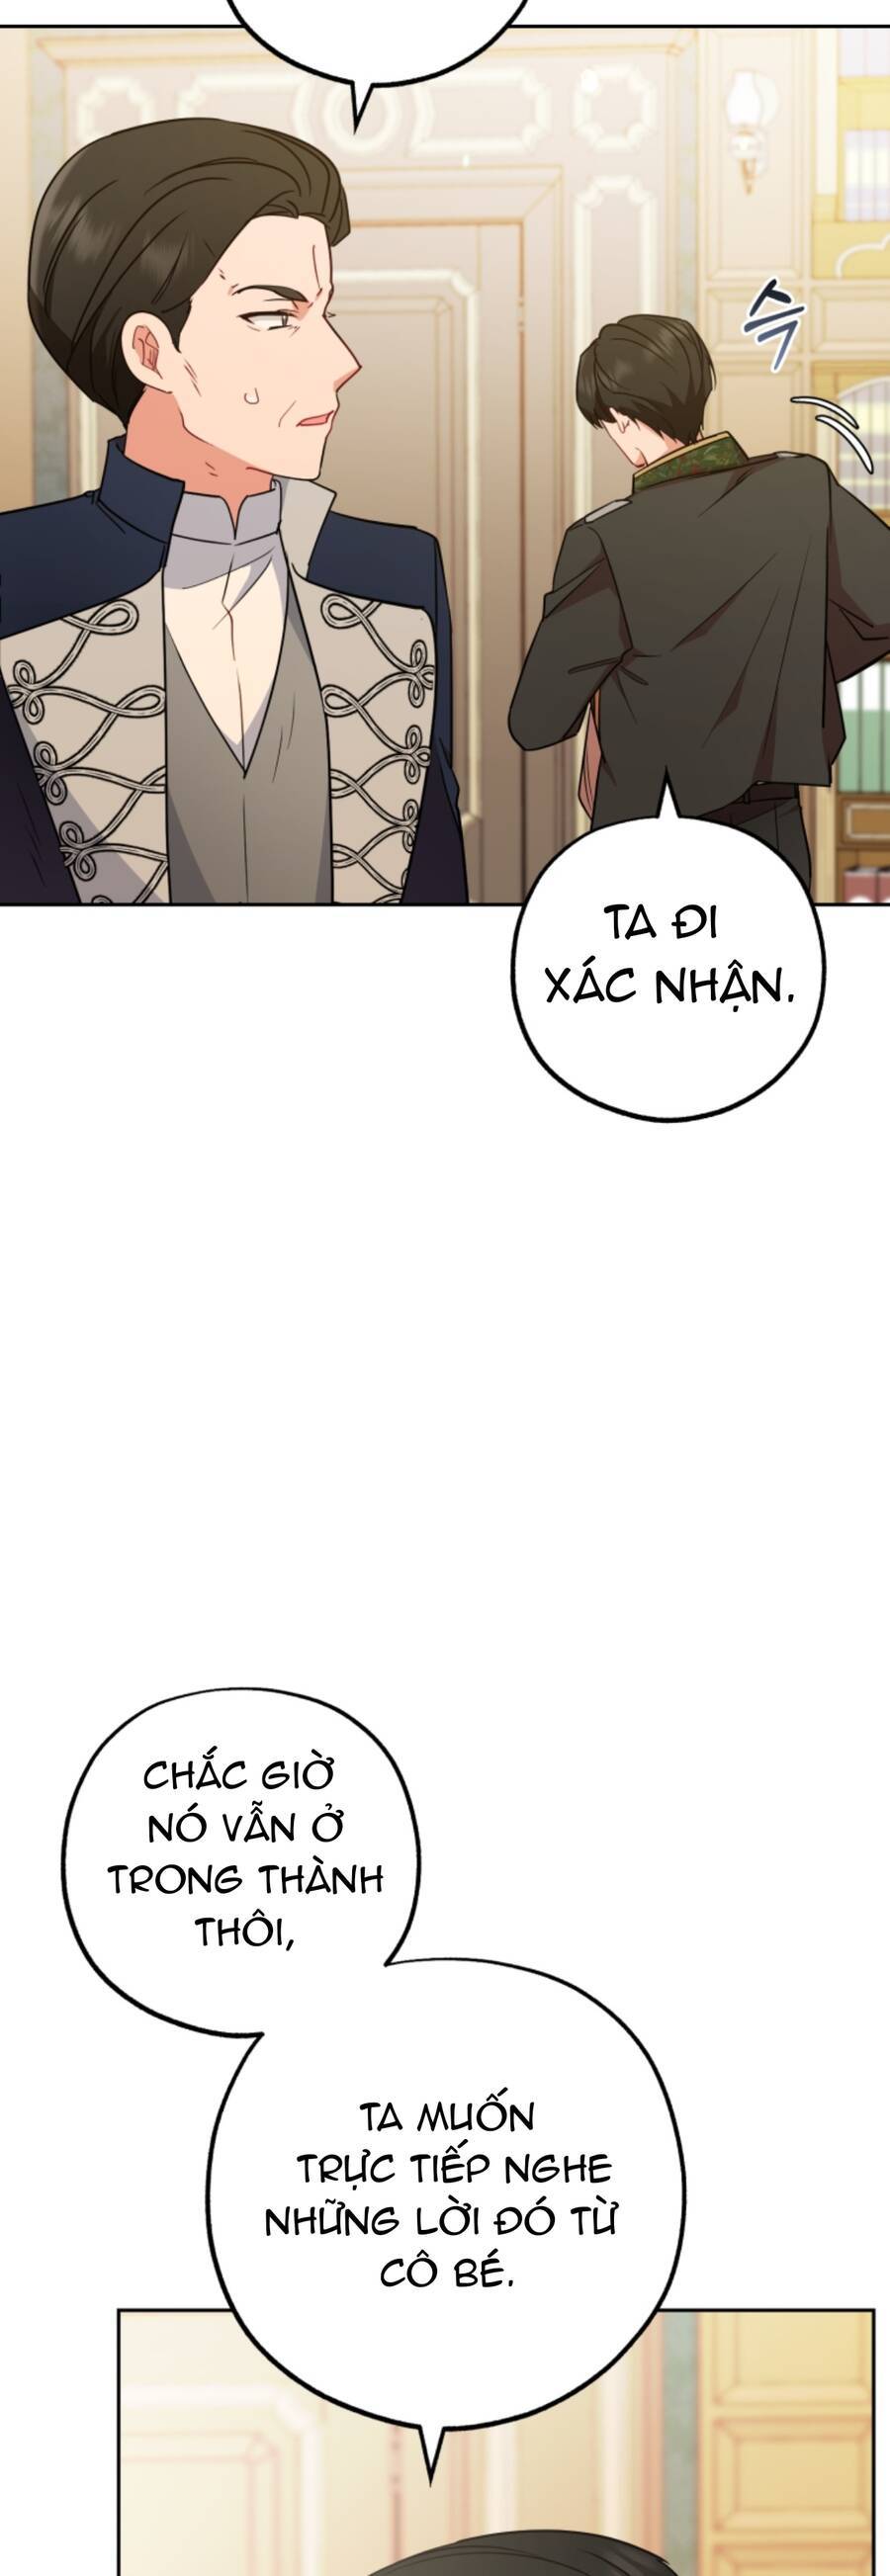 슥
TA ĐI
XÁC NHẬN.
CHẮC GIỜ
NÓ VẪN Ở
TRONG THÀNH
THÔI,
TA MUỐN
TRỰC TIẾP NGHE
NHỮNG LỜI ĐÓ TỪ
CÔ BÉ.